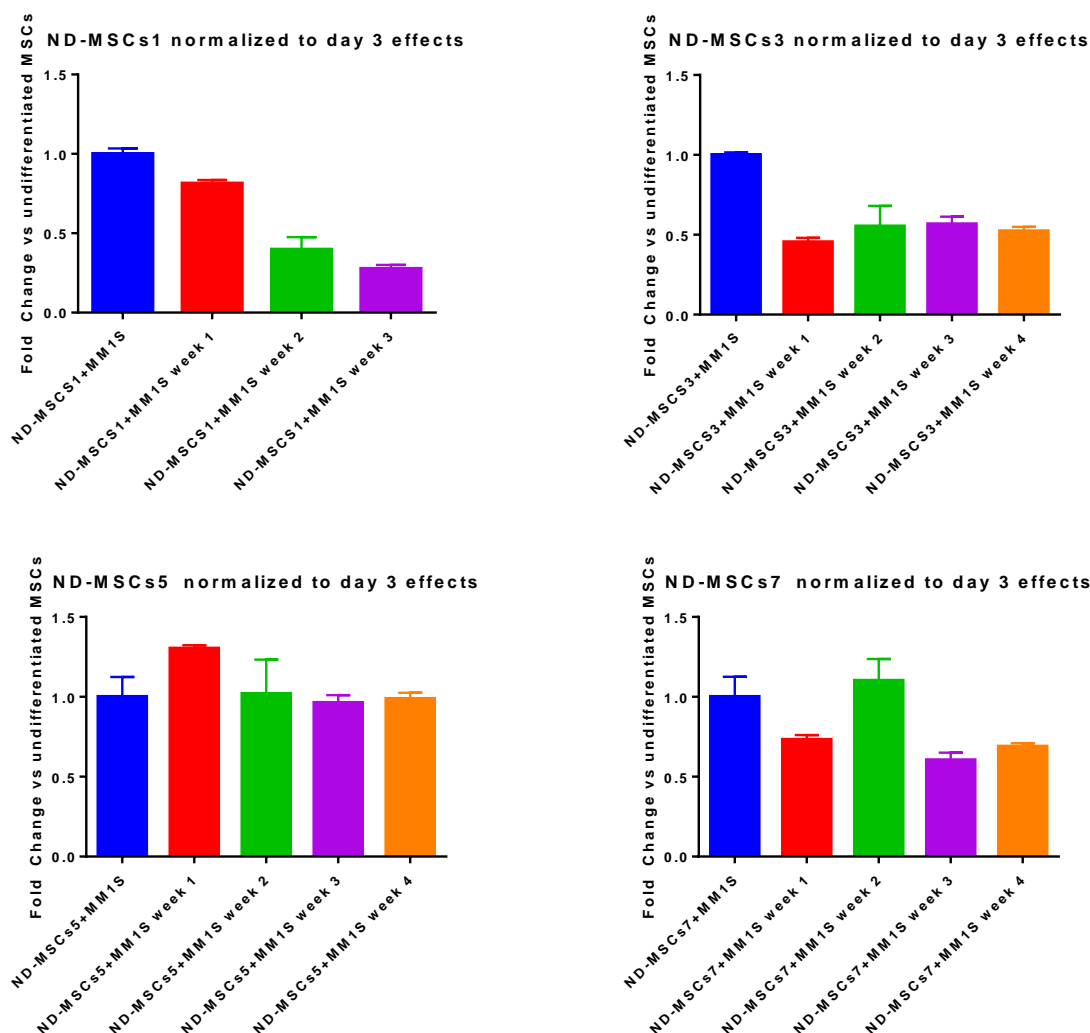 ND-MSCs1 normalized to day 3 effects
Fold Change vs undifferentiated MSCs
1.5
1.0
0.5
0.0
ND-MSCS1+MM1S
ND-MSCS1+MM1S week 1
ND-MSCS1+MM1S week 2
ND-MSCS1+MM1S week 3
ND-MSCs3 normalized to day 3 effects
Fold Change vs undifferentiated MSCs
1.5
1.0
0.5
0.0
ND-MSCS3+MM1S
ND-MSCS3+MM1S week 1
ND-MSCS3+MM1S week 2
ND-MSCS3+MM1S week 3
ND-MSCS3+MM1S week 4
ND-MSCs5 normalized to day 3 effects
Fold Change vs undifferentiated MSCs
1.5
1.0
0.5
0.0
ND-MSCs5+MM1S
ND-MSCs5+MM1S week 1
ND-MSCs5+MM1S week 2
ND-MSCs5+MM1S week 3
ND-MSCs5+MM1S week 4
ND-MSCs7 normalized to day 3 effects
Fold Change vs undifferentiated MSCs
1.5
1.0
0.5
0.0
ND-MSCs7+MM1S
ND-MSCs7+MM1S week 1
ND-MSCs7+MM1S week 2
ND-MSCs7+MM1S week 3
ND-MSCs7+MM1S week 4